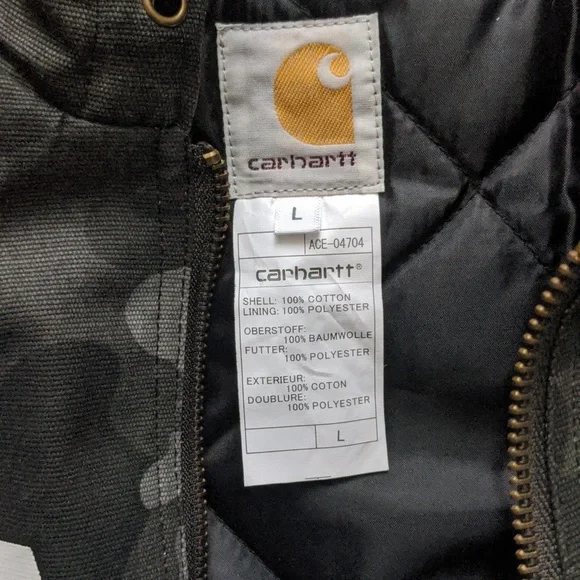 carhartt
L
ACE-04704
carhartt®
SHELL: 100% COTTON
LINING: 100% POLYESTER
OBERSTOFF:
100% BAUMWOLLE
FUTTER:
100% POLYESTER
EXTERIEUR:
100% COTON
DOUBLURE:
100% POLYESTER
L